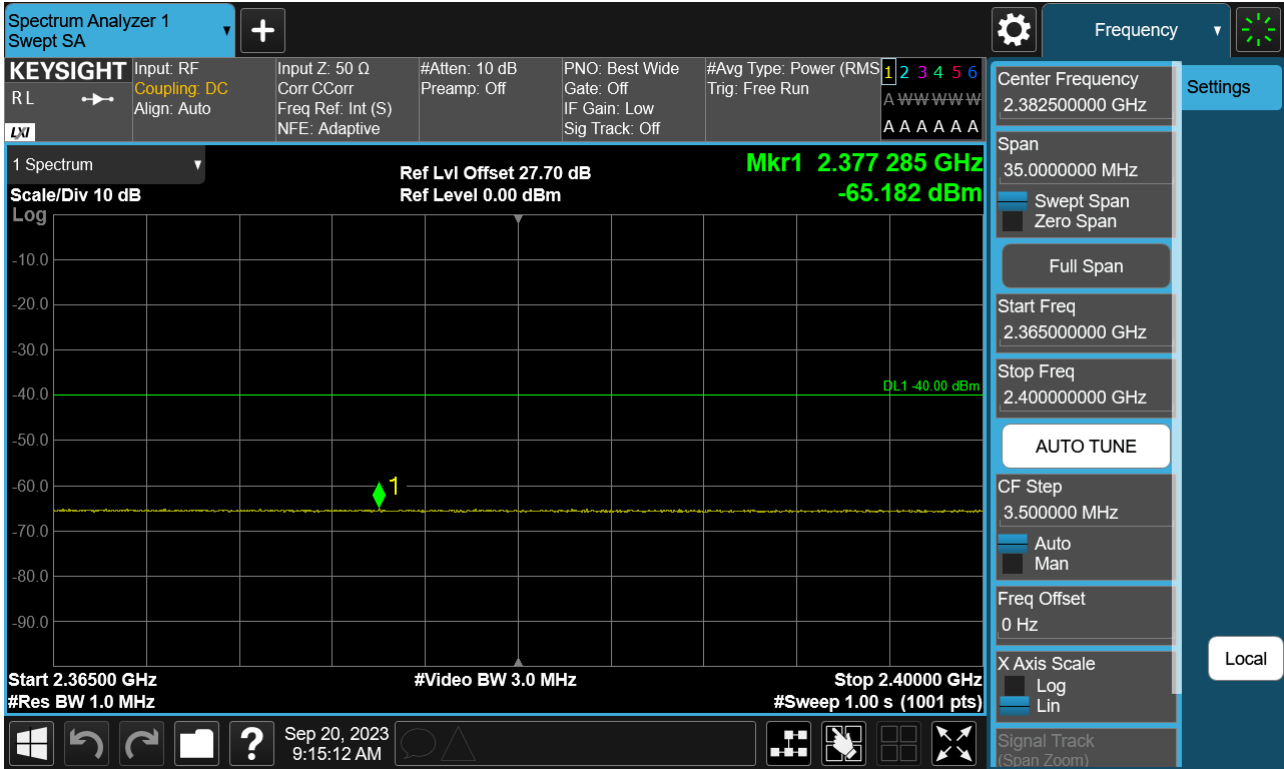 Spectrum Analyzer 1
Swept SA
Frequency
KEYSIGHT
R L
LXI
Input: RF
Coupling: DC
Align: Auto
Input Z: 50 Ω
Corr CCorr
Freq Ref: Int (S)
NFE: Adaptive
#Atten: 10 dB
Preamp: Off
PNO: Best Wide
Gate: Off
IF Gain: Low
Sig Track: Off
#Avg Type: Power (RMS
Trig: Free Run
1 2 3 4 5 6
A W W W W W
A A A A A A
1 Spectrum
Scale/Div 10 dB
Log
Ref Lvl Offset 27.70 dB
Ref Level 0.00 dBm
Mkr1 2.377 285 GHz
-65.182 dBm
-10.0
-20.0
-30.0
-40.0
DL1 -40.00 dBm
-50.0
-60.0
1
-70.0
-80.0
-90.0
Start 2.36500 GHz
#Res BW 1.0 MHz
#Video BW 3.0 MHz
Stop 2.40000 GHz
#Sweep 1.00 s (1001 pts)
Center Frequency
2.382500000 GHz
Span
35.0000000 MHz
Swept Span
Zero Span
Full Span
Start Freq
2.365000000 GHz
Stop Freq
2.400000000 GHz
AUTO TUNE
CF Step
3.500000 MHz
Auto
Man
Freq Offset
0 Hz
X Axis Scale
Log
Lin
Signal Track
(Span Zoom)
Settings
Local
?
Sep 20, 2023
9:15:12 AM